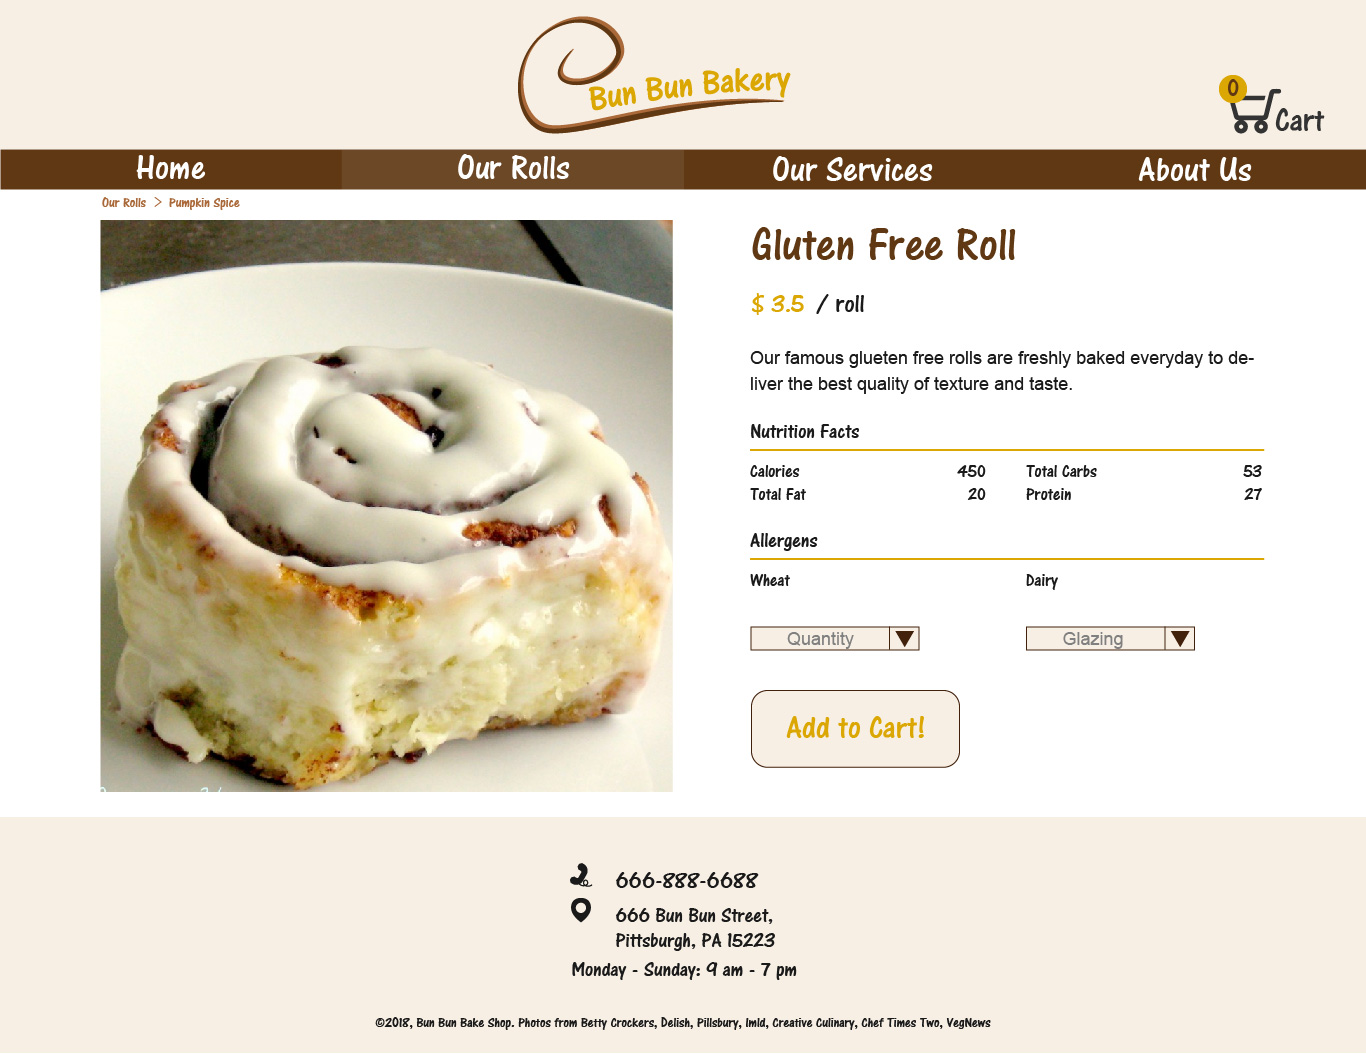 Bun Bun Bakery
0
Cart
Home Our Rolls Our Services About Us
Our Rolls > Pumpkin Spice
Gluten Free Roll
$ 3.5 / roll
Our famous glueten free rolls are freshly baked everyday to de-
liver the best quality of texture and taste.
Nutrition Facts
Calories 450 Total Carbs 53
Total Fat 20 Protein 27
Allergens
Wheat Dairy
Quantity Glazing
Add to Cart!
666-888-6688
666 Bun Bun Street,
Pittsburgh, PA 15223
Monday - Sunday: 9 am - 7 pm
©2018, Bun Bun Bake Shop. Photos from Betty Crockers, Delish, Pillsbury, Imld, Creative Culinary, Chef Times Two, VegNews